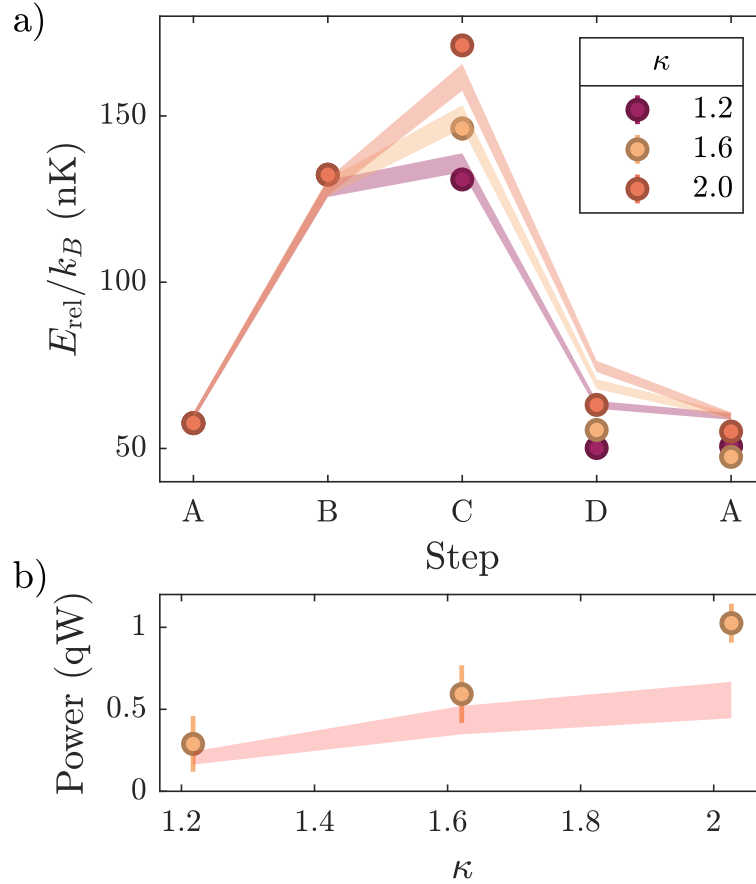 a)
E_rel/k_B (nK)
150
100
50
κ
1.2
1.6
2.0
A B C D A
Step
b)
Power (qW)
1
0.5
0
1.2 1.4 1.6 1.8 2
κ